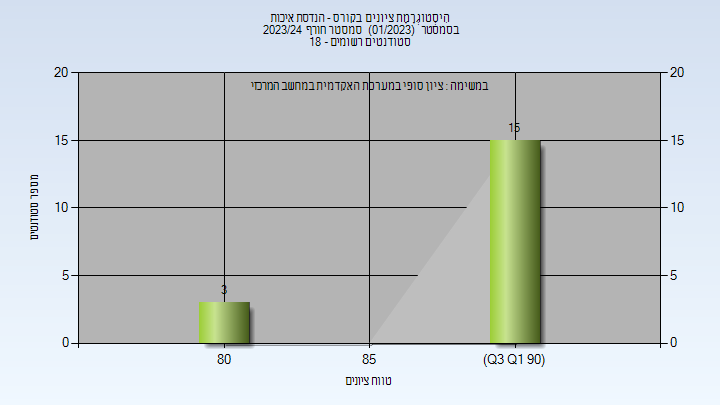 היסטוגרמת ציונים בקורס - הנדסת איכות
בסמסטר (01/2023) סמסטר חורף 2023/24
סטודנטים רשומים - 18
במשימה : ציון סופי במערכת האקדמית במחשב המרכזי
20
15
10
5
0
20
15
10
5
0
מספר סטודנטים
3
15
80
85
(Q3 Q1 90)
טווח ציונים